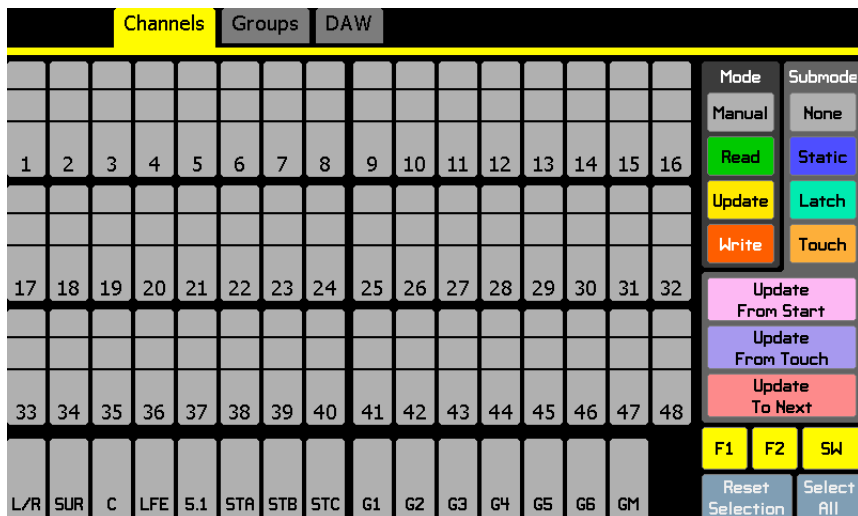 Channels Groups DAW
Mode Submode
Manual None
1 2 3 4 5 6 7 8 9 10 11 12 13 14 15 16
Read Static
Update Latch
Write Touch
17 18 19 20 21 22 23 24 25 26 27 28 29 30 31 32
Update
From Start
Update
From Touch
Update
To Next
33 34 35 36 37 38 39 40 41 42 43 44 45 46 47 48
F1 F2 SW
L/R SUR C LFE 5.1 STA STB STC G1 G2 G3 G4 G5 G6 GM
Reset
Selection
Select
All